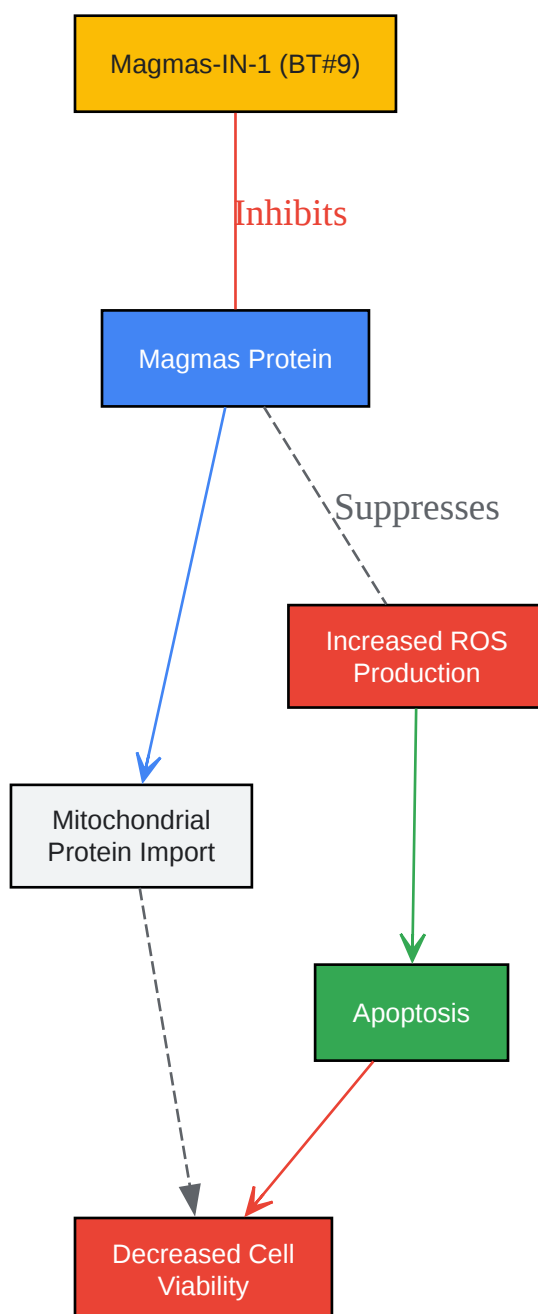 Magmas-IN-1 (BT#9)
Inhibits
Magmas Protein
Suppresses
Increased ROS
Production
Mitochondrial
Protein Import
Apoptosis
Decreased Cell
Viability